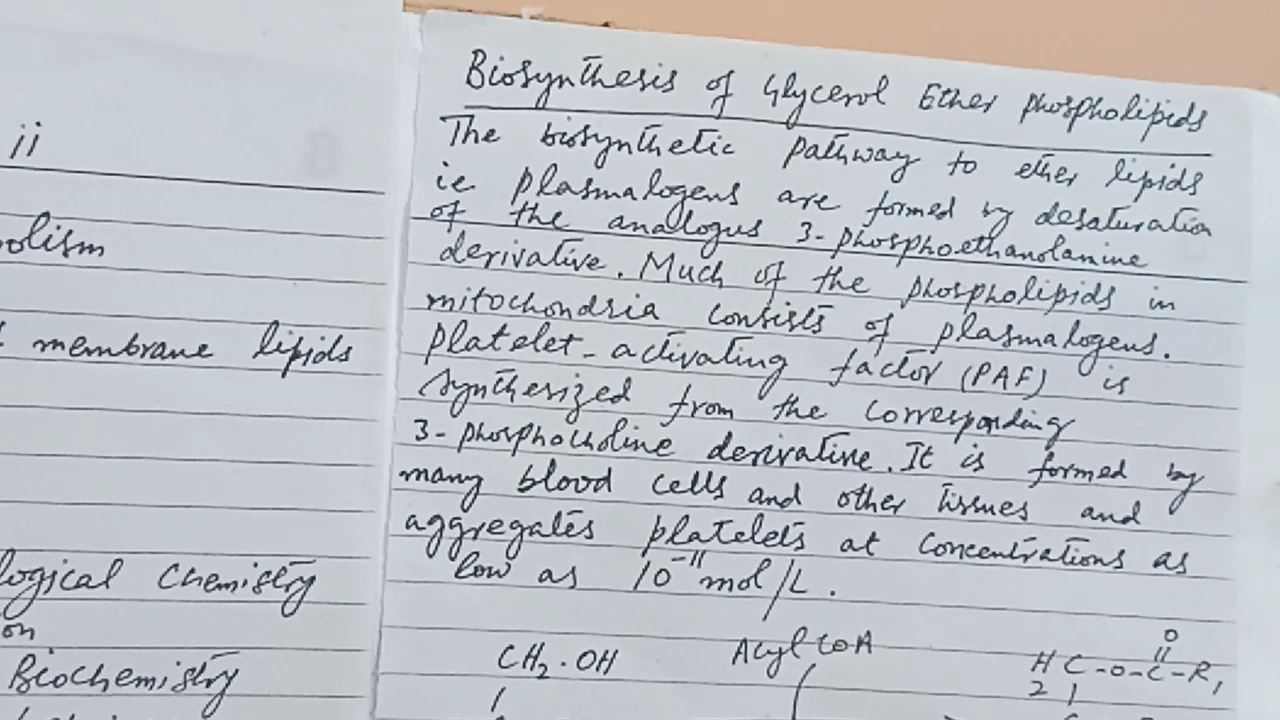 ii
olism
membrane lipids
logical Chemistry
on
Biochemistry
Biosynthesis of Glycerol Ether phospholipids
The biosynthetic pathway to ether lipids
ie plasmalogens are formed by desaturation
of the analogus 3-phosphoethanolamine
derivative. Much of the phospholipids in
mitochondria consists of plasmalogens.
Platelet-activating factor (PAF) is
synthesized from the corresponding
3-phosphocholine derivative. It is formed by
many blood cells and other tissues and
aggregates platelets at concentrations as
low as 10⁻¹¹ mol/L.
CH₂.OH Acyl CoA
O
H₂C-O-C-R₁